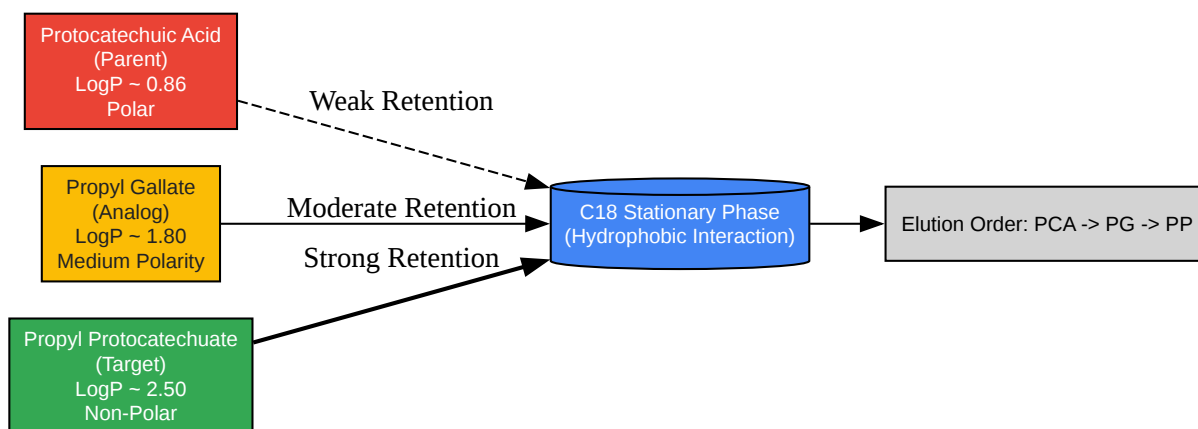 Protocatechuic Acid
(Parent)
LogP ~ 0.86
Polar
Weak Retention
Propyl Gallate
(Analog)
LogP ~ 1.80
Medium Polarity
Moderate Retention
Strong Retention
Propyl Protocatechuate
(Target)
LogP ~ 2.50
Non-Polar
C18 Stationary Phase
(Hydrophobic Interaction)
Elution Order: PCA -> PG -> PP